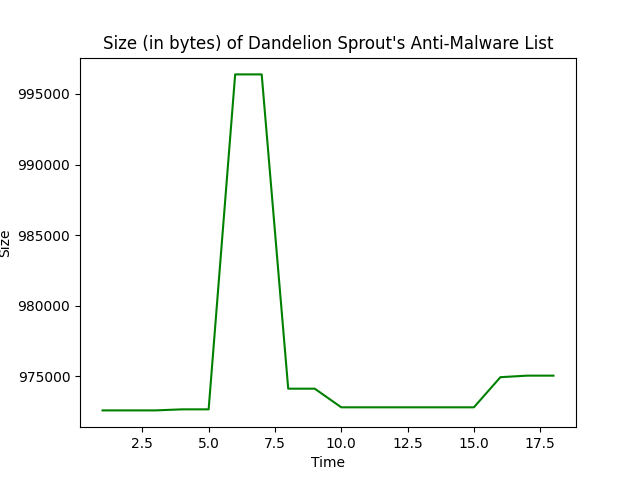 Size (in bytes) of Dandelion Sprout's Anti-Malware List
995000
990000
985000
980000
975000
Size
2.5 5.0 7.5 10.0 12.5 15.0 17.5
Time